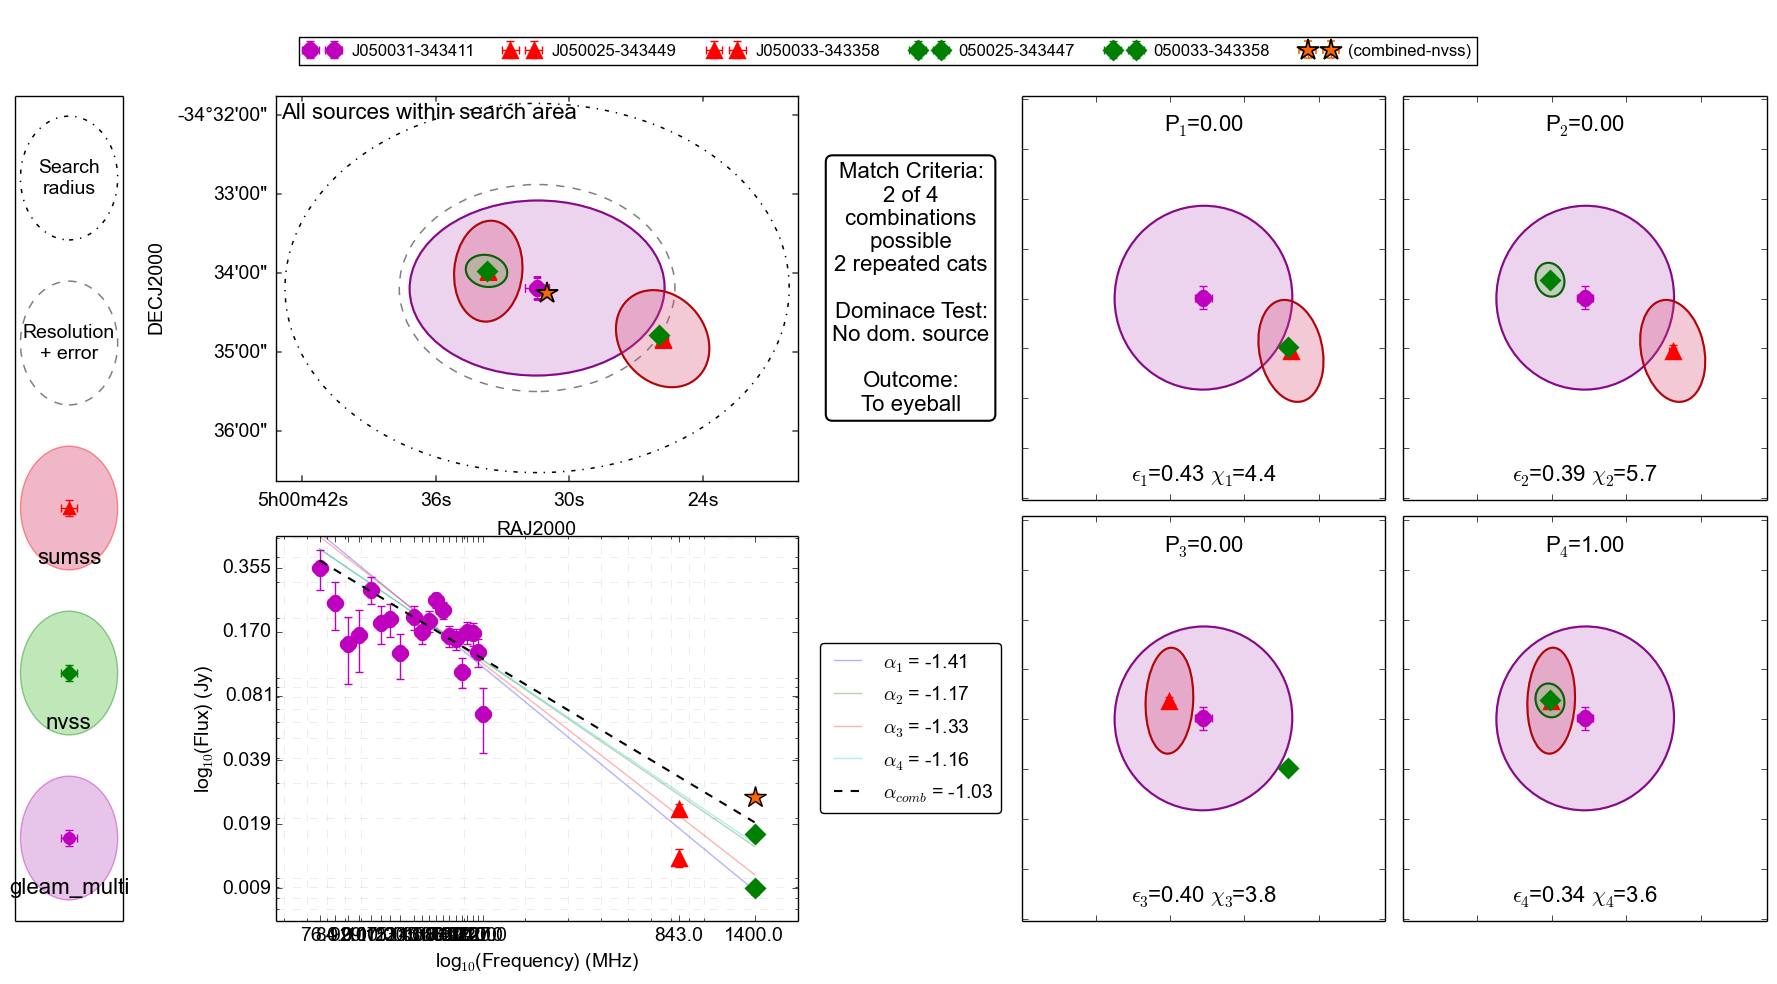 J050031-343411
J050025-343449
J050033-343358
050025-343447
050033-343358
(combined-nvss)
Search
radius
Resolution
+ error
sumss
nvss
gleam_multi
All sources within search area
-34°32'00"
33'00"
34'00"
35'00"
36'00"
DECJ2000
5h00m42s
36s
30s
24s
RAJ2000
Match Criteria:
2 of 4
combinations
possible
2 repeated cats
Dominace Test:
No dom. source
Outcome:
To eyeball
P1=0.00
ϵ1=0.43 χ1=4.4
P2=0.00
ϵ2=0.39 χ2=5.7
P3=0.00
ϵ3=0.40 χ3=3.8
P4=1.00
ϵ4=0.34 χ4=3.6
0.355
0.170
0.081
0.039
0.019
0.009
log10(Flux) (Jy)
843.0
1400.0
log10(Frequency) (MHz)
α1 = -1.41
α2 = -1.17
α3 = -1.33
α4 = -1.16
αcomb = -1.03